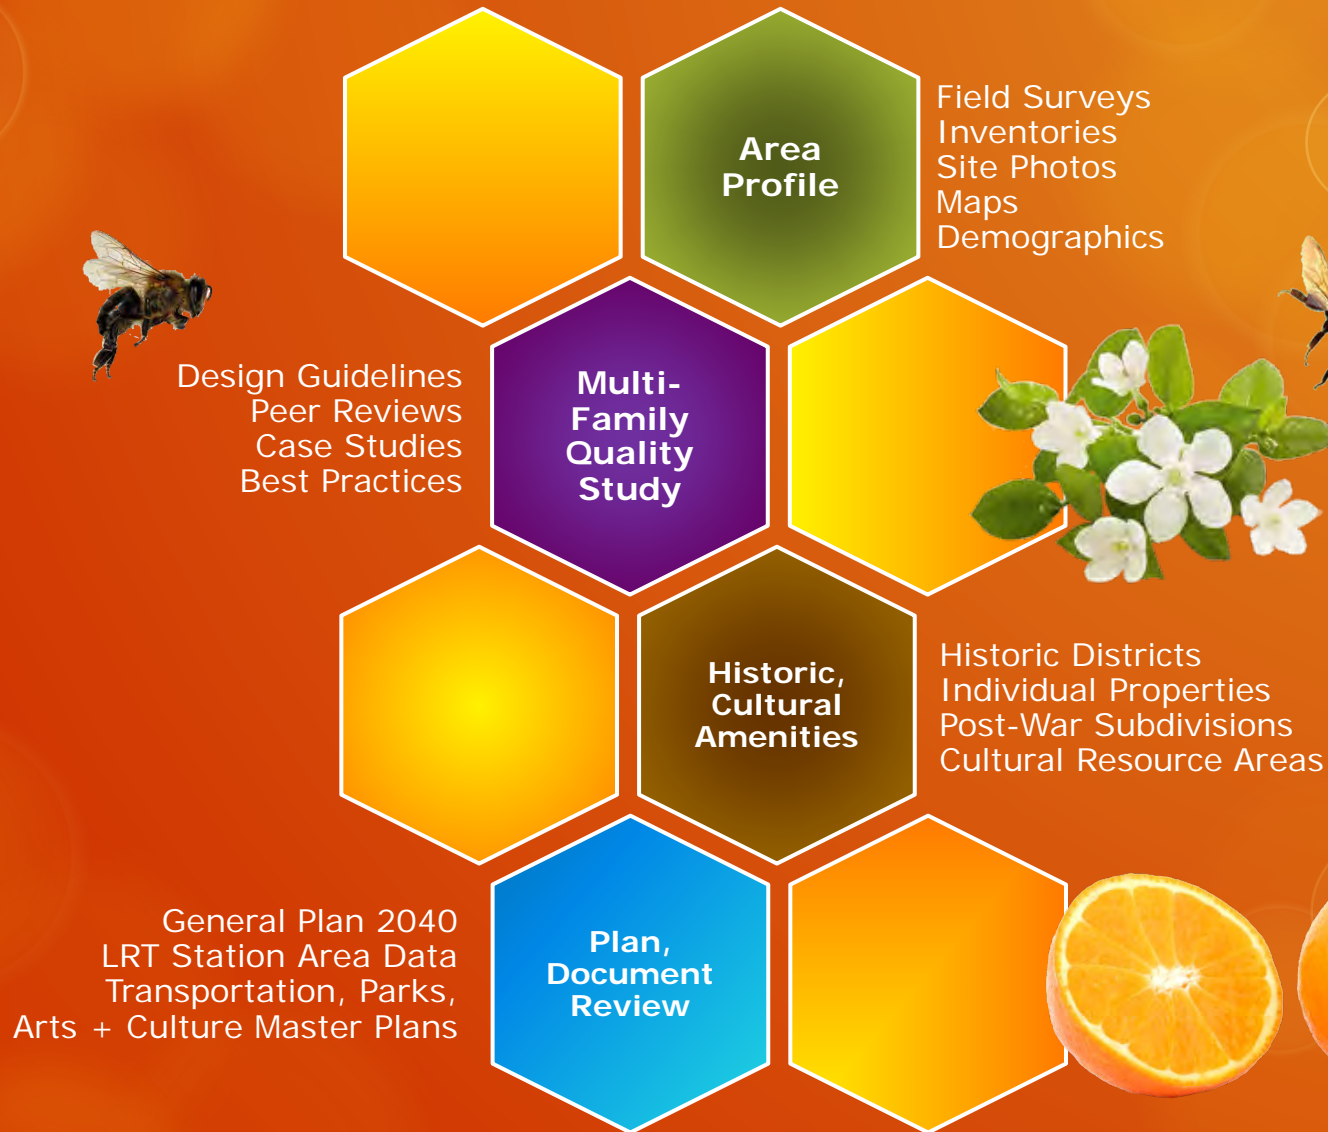 Area
Profile
Field Surveys
Inventories
Site Photos
Maps
Demographics
Design Guidelines
Peer Reviews
Case Studies
Best Practices
Multi-
Family
Quality
Study
Historic,
Cultural
Amenities
Historic Districts
Individual Properties
Post-War Subdivisions
Cultural Resource Areas
General Plan 2040
LRT Station Area Data
Transportation, Parks,
Arts + Culture Master Plans
Plan,
Document
Review